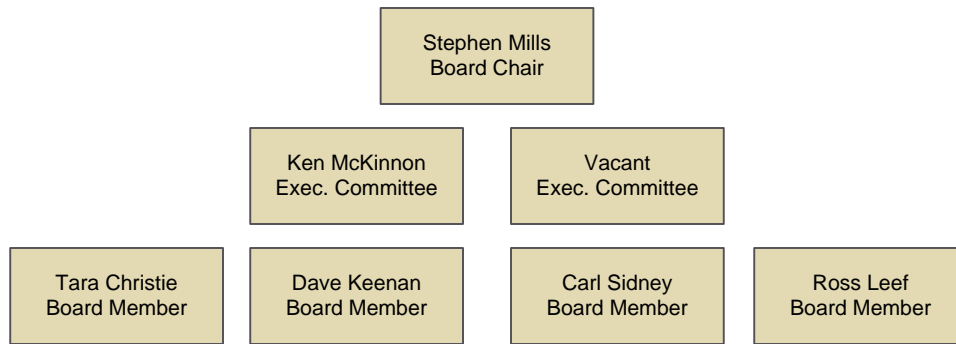 Stephen Mills
Board Chair
Ken McKinnon
Exec. Committee
Vacant
Exec. Committee
Tara Christie
Board Member
Dave Keenan
Board Member
Carl Sidney
Board Member
Ross Leef
Board Member